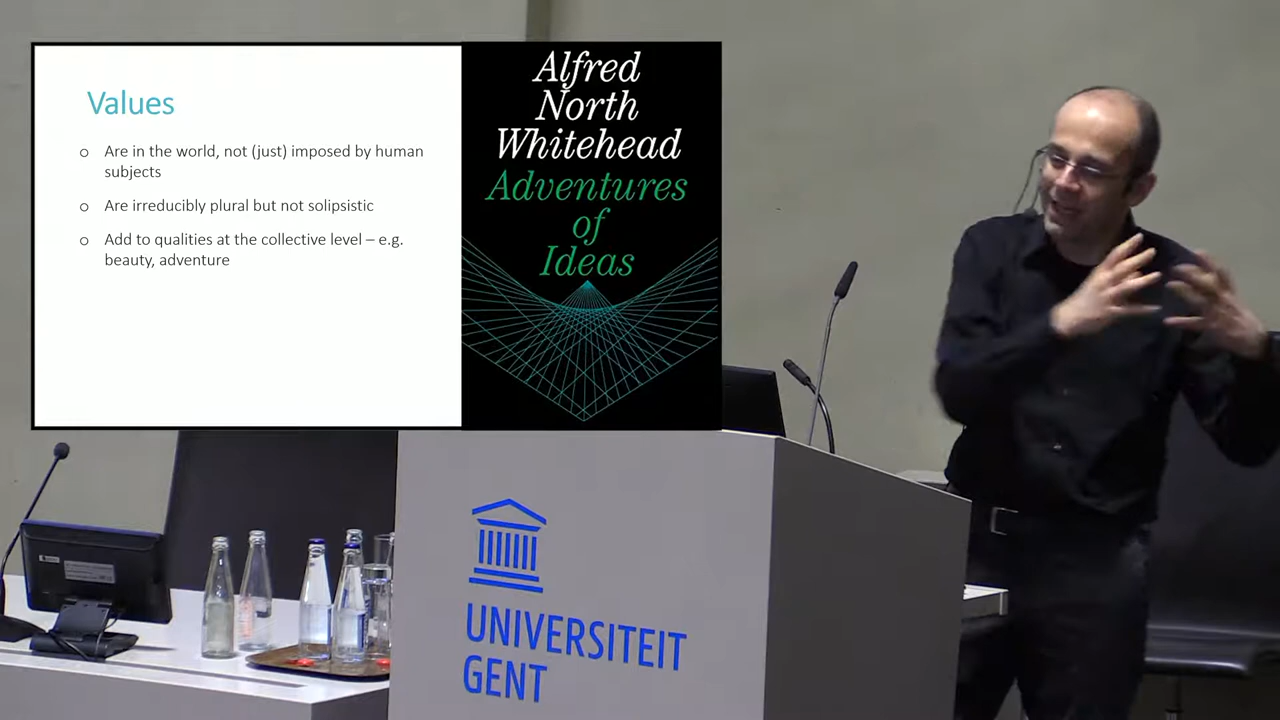 Values
o Are in the world, not (just) imposed by human
subjects
o Are irreducibly plural but not solipsistic
o Add to qualities at the collective level – e.g.
beauty, adventure
Alfred
North
Whitehead
Adventures
of
Ideas
UNIVERSITEIT
GENT